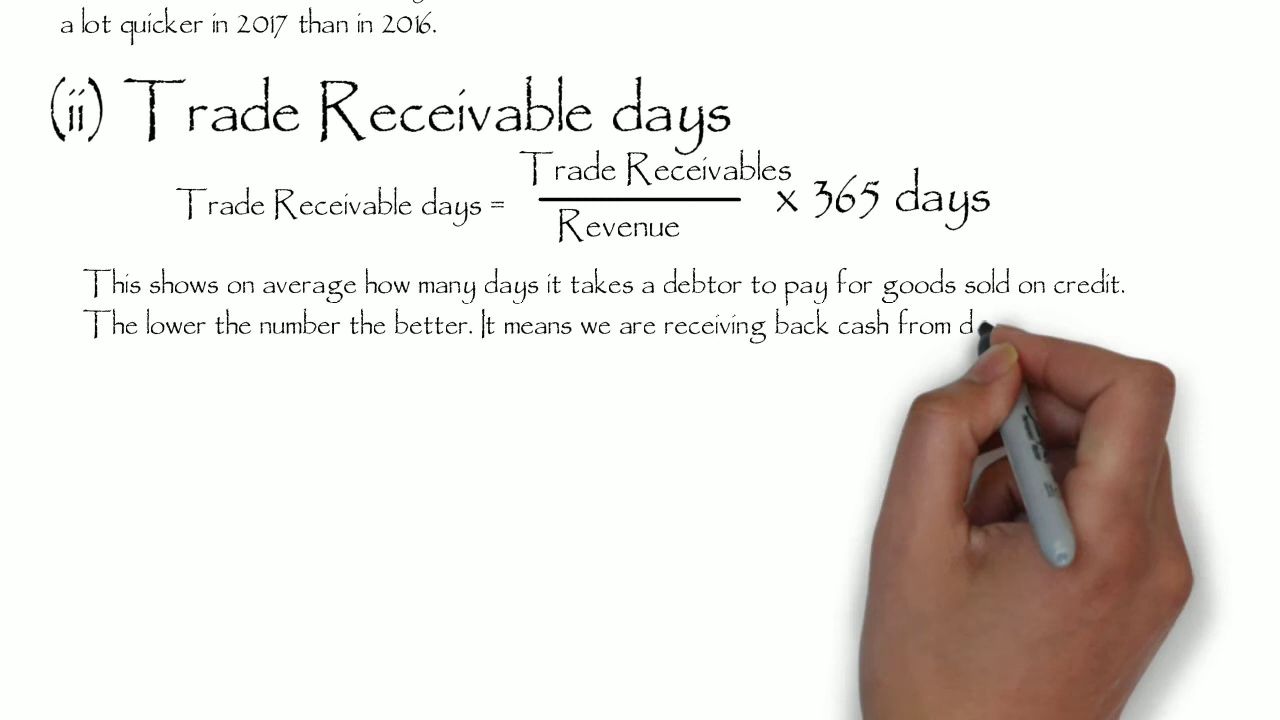 a lot quicker in 2017 than in 2016.
(ii) Trade Receivable days
Trade Receivables
Trade Receivable days =
x 365 days
Revenue
This shows on average how many days it takes a debtor to pay for goods sold on credit.
The lower the number the better. It means we are receiving back cash from d